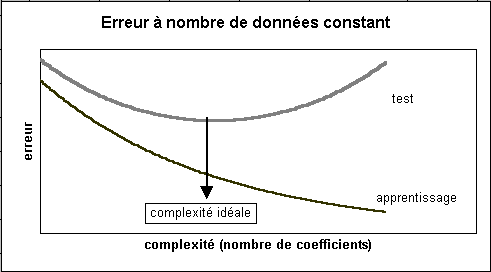 Erreur à nombre de données constant
test
apprentissage
complexité idéale
erreur
complexité (nombre de coefficients)